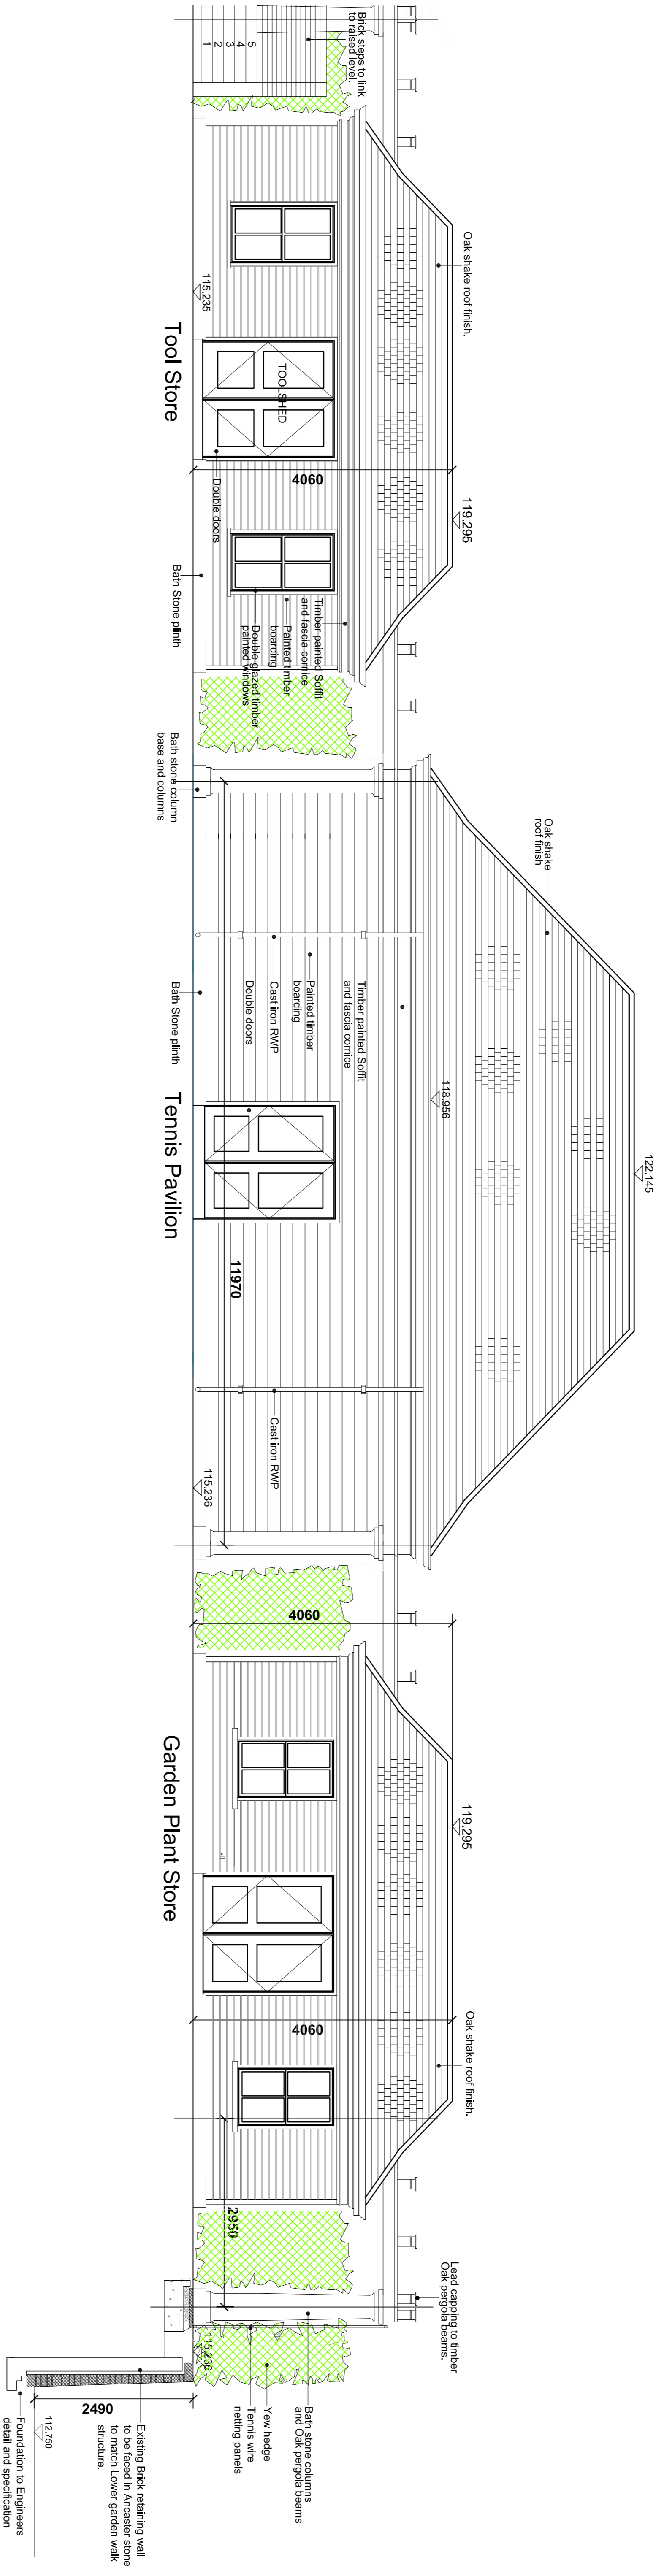 Brick steps to link
to raised level.
1
2
3
4
5
Oak shake roof finish.
115.235
TOOLSHED
Tool Store
4060
119.295
Double doors
Bath Stone plinth
Timber painted Soffit
and fascia cornice
Painted timber
boarding
Double glazed timber
painted windows
Bath stone column
base and columns
Oak shake
roof finish
Timber painted Soffit
and fascia cornice
Painted timber
boarding
Cast iron RWP
Double doors
Bath Stone plinth
118.956
122.145
Tennis Pavilion
11970
Cast iron RWP
115.236
4060
119.295
Garden Plant Store
4060
Oak shake roof finish.
2950
Lead capping to timber
Oak pergola beams.
115.236
Bath stone columns
and Oak pergola beams
Yew hedge
Tennis wire
netting panels
2490
Existing Brick retaining wall
to be faced in Ancaster stone
to match Lower garden walk
structure.
112.750
Foundation to Engineers
detail and specification